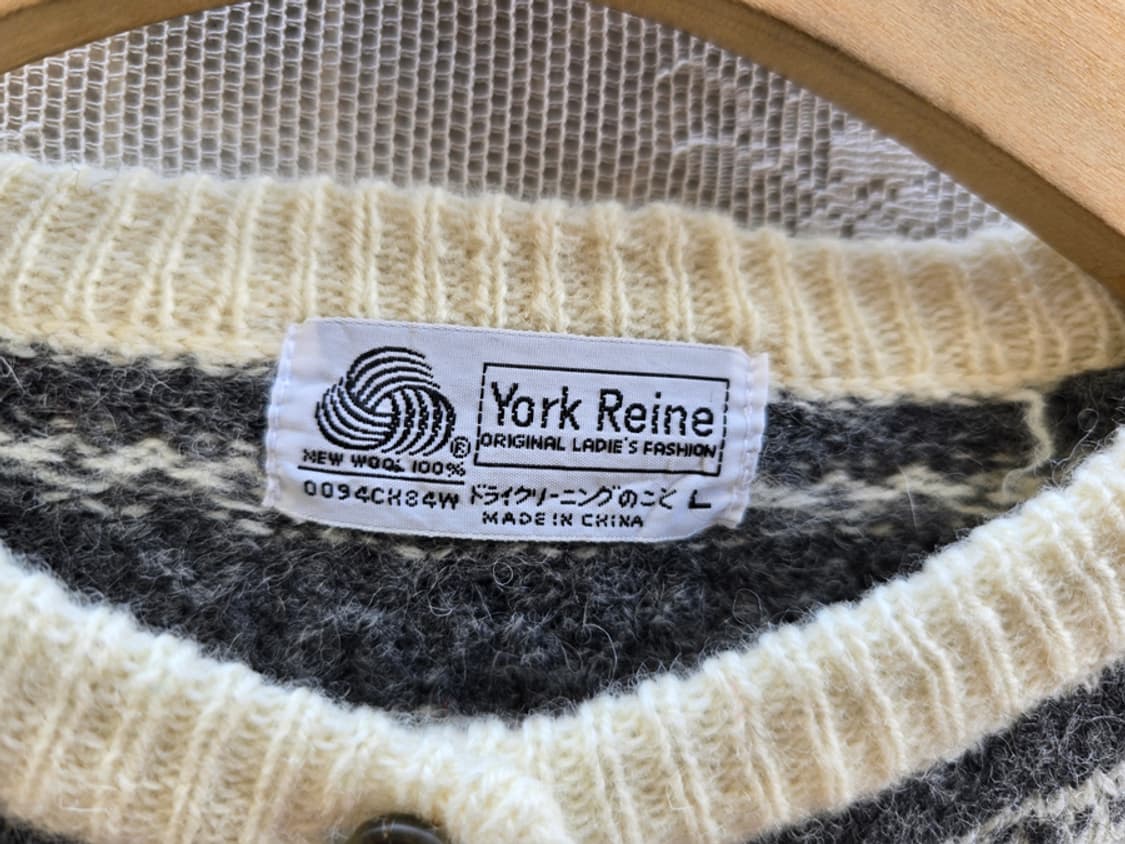 York Reine
ORIGINAL LADIE'S FASHION
®
NEW WOOL 100%
0094CH84W ドライクリーニングのこと L
MADE IN CHINA